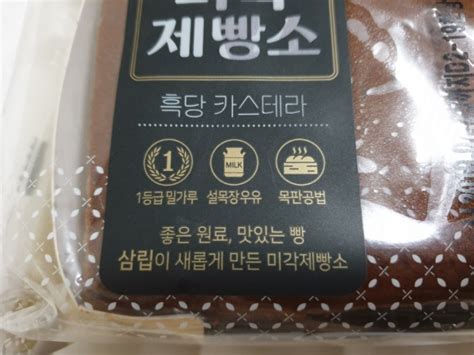 미각
제빵소
흑당 카스테라
1
MILK
1등급 밀가루
설목장우유
목판공법
좋은 원료, 맛있는 빵
삼립이 새롭게 만든 미각제빵소